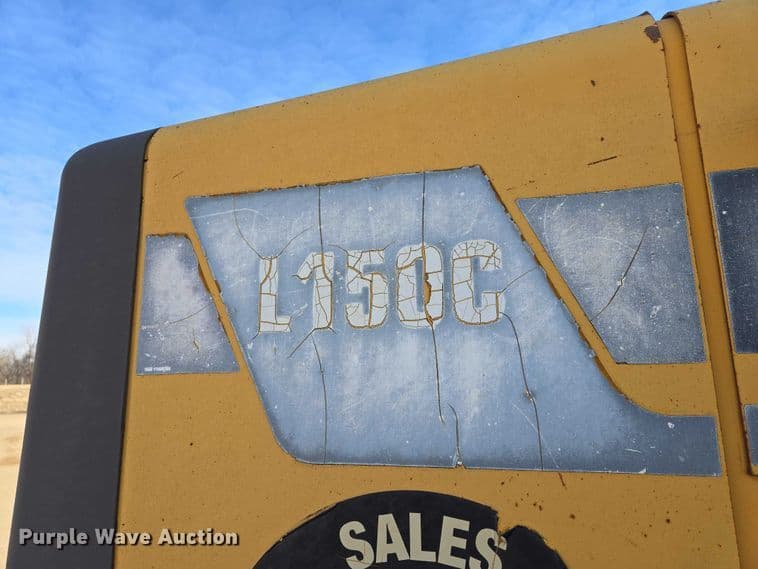 L150C
SALES
Purple Wave Auction